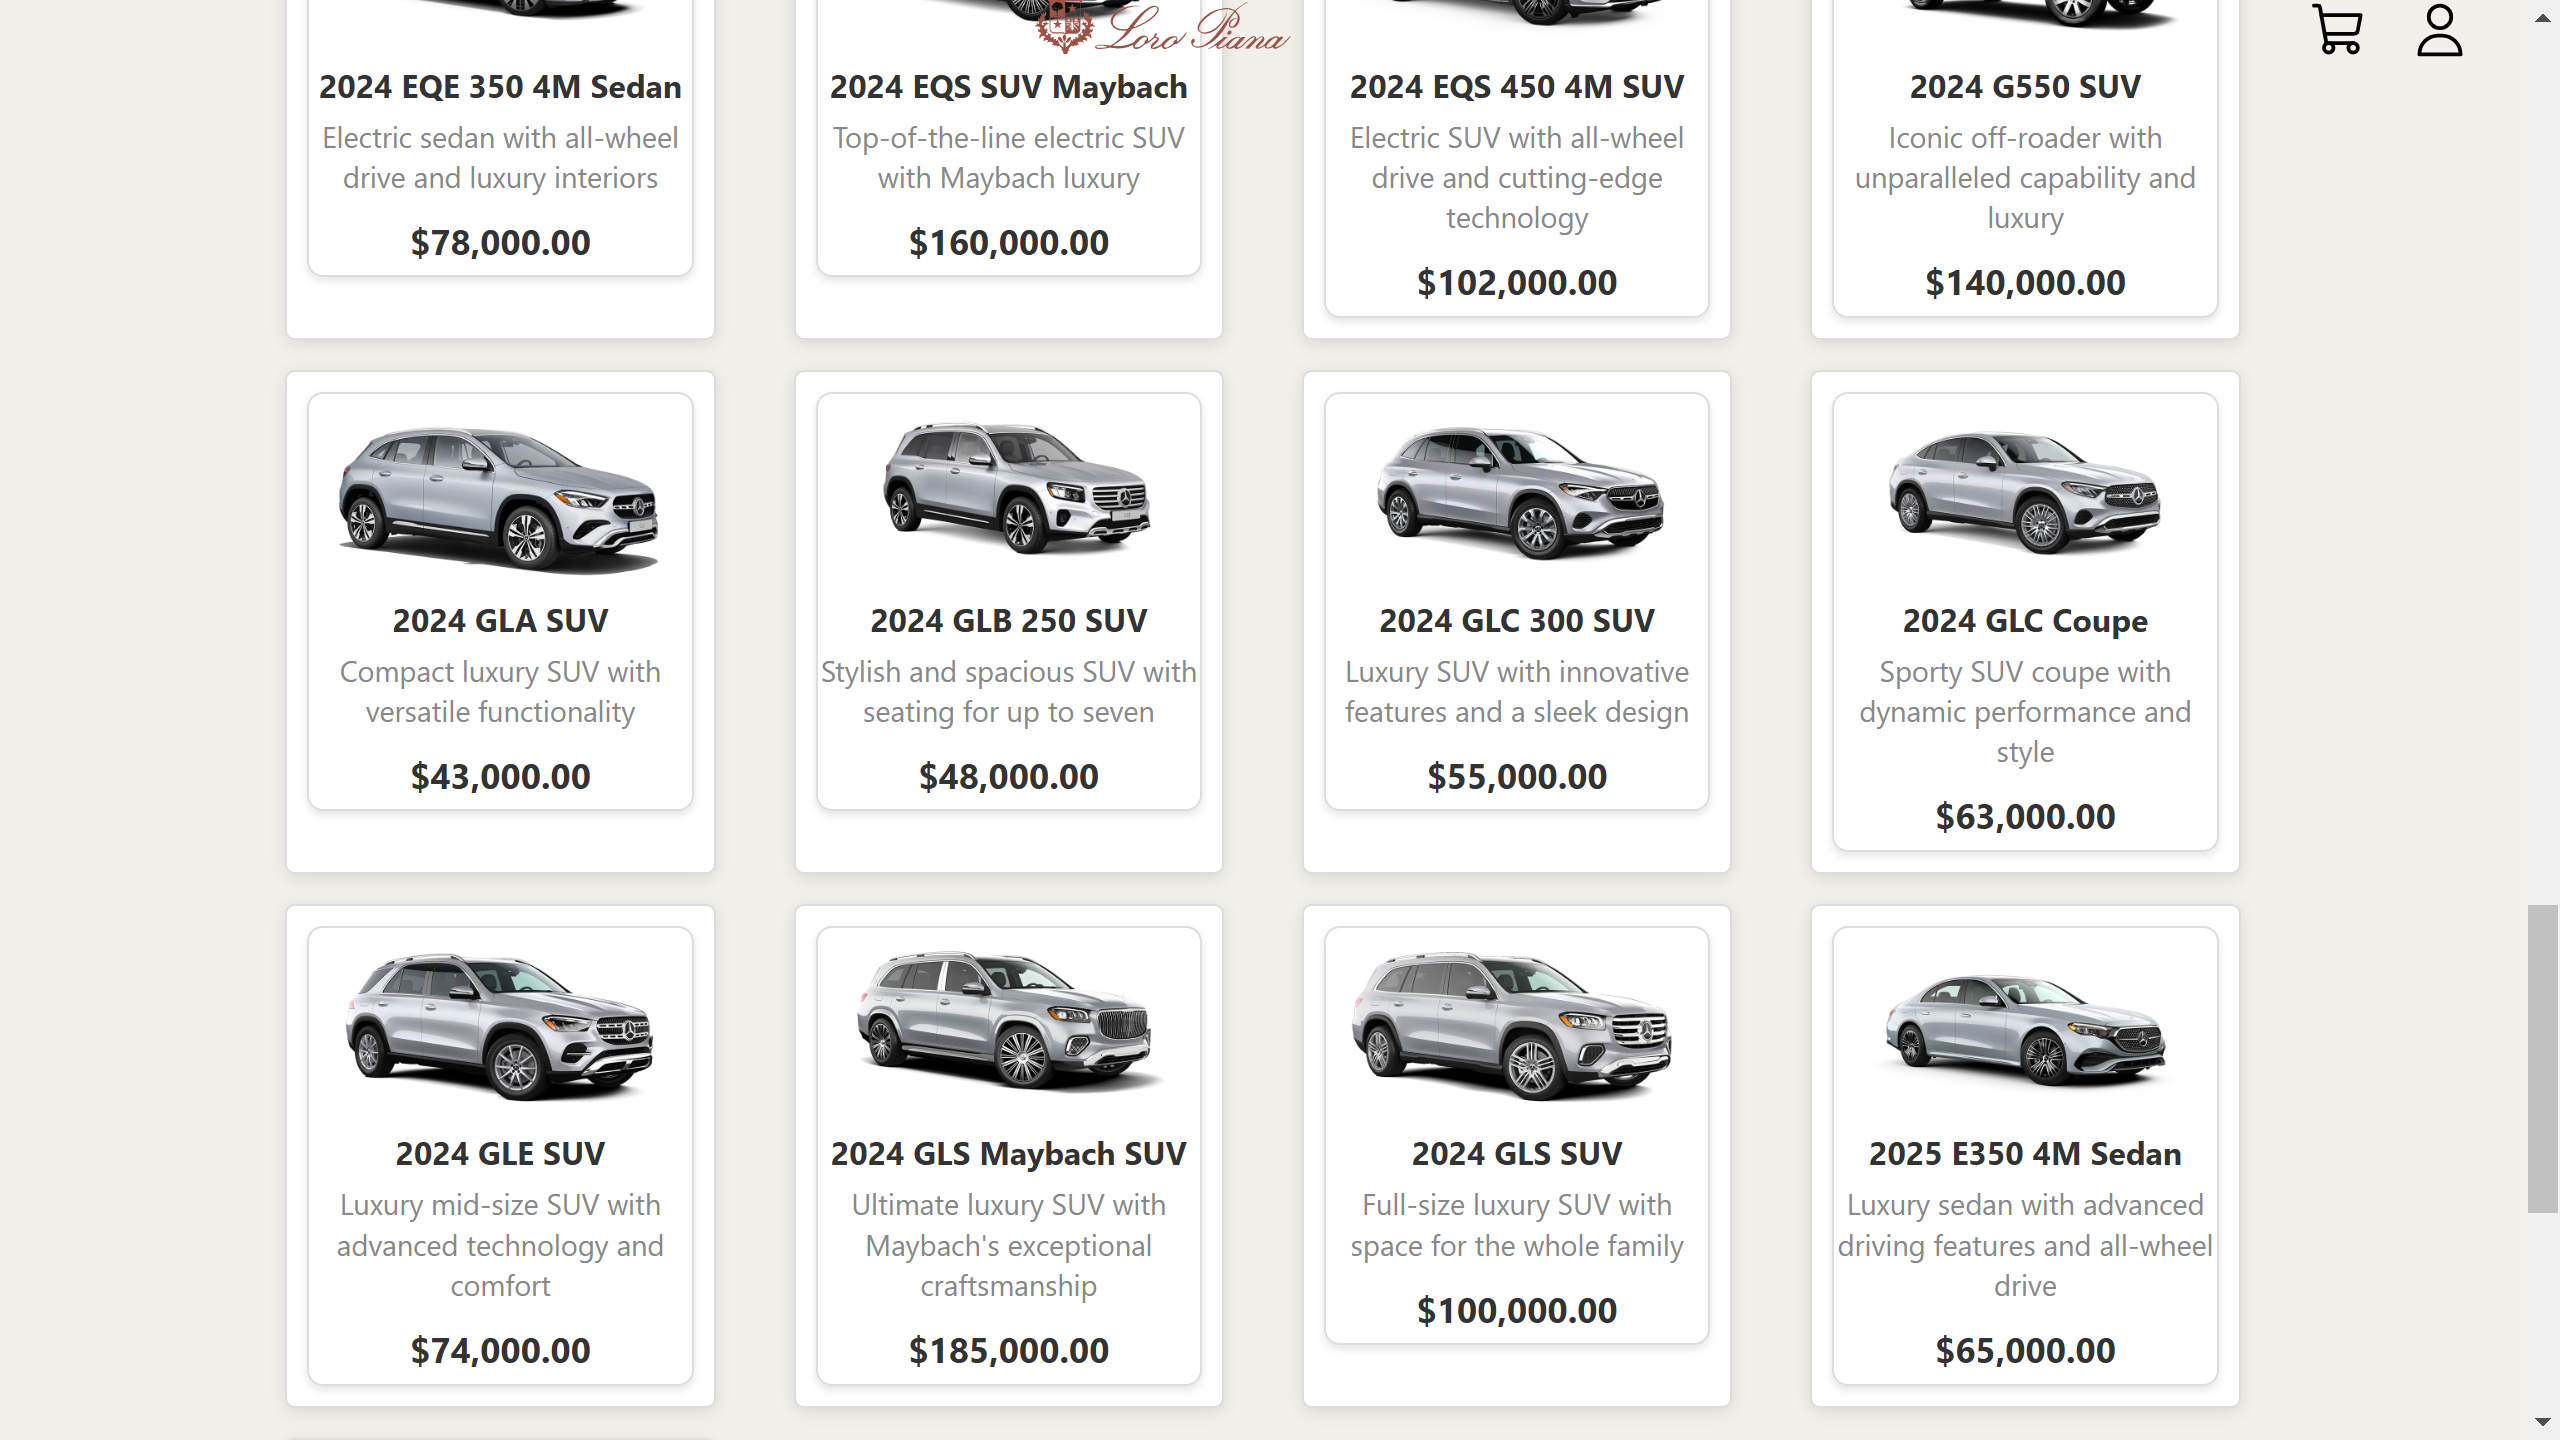 Loro Piana
2024 EQE 350 4M Sedan
Electric sedan with all-wheel
drive and luxury interiors
$78,000.00
2024 EQS SUV Maybach
Top-of-the-line electric SUV
with Maybach luxury
$160,000.00
2024 EQS 450 4M SUV
Electric SUV with all-wheel
drive and cutting-edge
technology
$102,000.00
2024 G550 SUV
Iconic off-roader with
unparalleled capability and
luxury
$140,000.00
2024 GLA SUV
Compact luxury SUV with
versatile functionality
$43,000.00
2024 GLB 250 SUV
Stylish and spacious SUV with
seating for up to seven
$48,000.00
2024 GLC 300 SUV
Luxury SUV with innovative
features and a sleek design
$55,000.00
2024 GLC Coupe
Sporty SUV coupe with
dynamic performance and
style
$63,000.00
2024 GLE SUV
Luxury mid-size SUV with
advanced technology and
comfort
$74,000.00
2024 GLS Maybach SUV
Ultimate luxury SUV with
Maybach's exceptional
craftsmanship
$185,000.00
2024 GLS SUV
Full-size luxury SUV with
space for the whole family
$100,000.00
2025 E350 4M Sedan
Luxury sedan with advanced
driving features and all-wheel
drive
$65,000.00